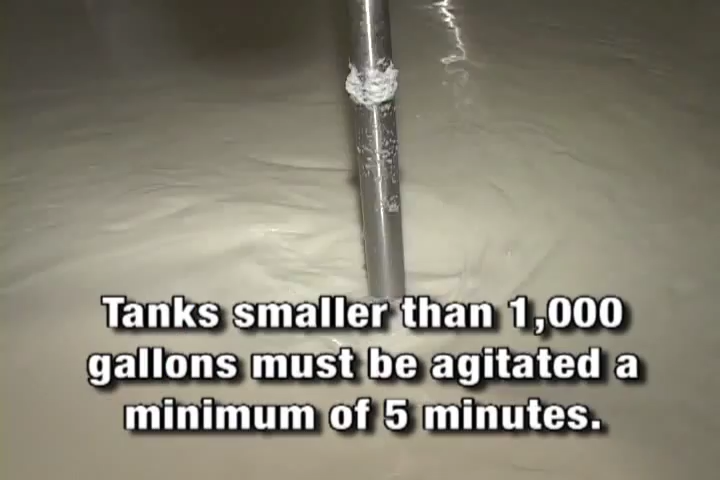 Tanks smaller than 1,000
gallons must be agitated a
minimum of 5 minutes.